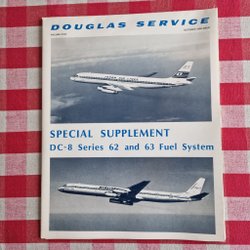 DOUGLAS SERVICE
SPECIAL SUPPLEMENT
DC-8 Series 62 and 63 Fuel System